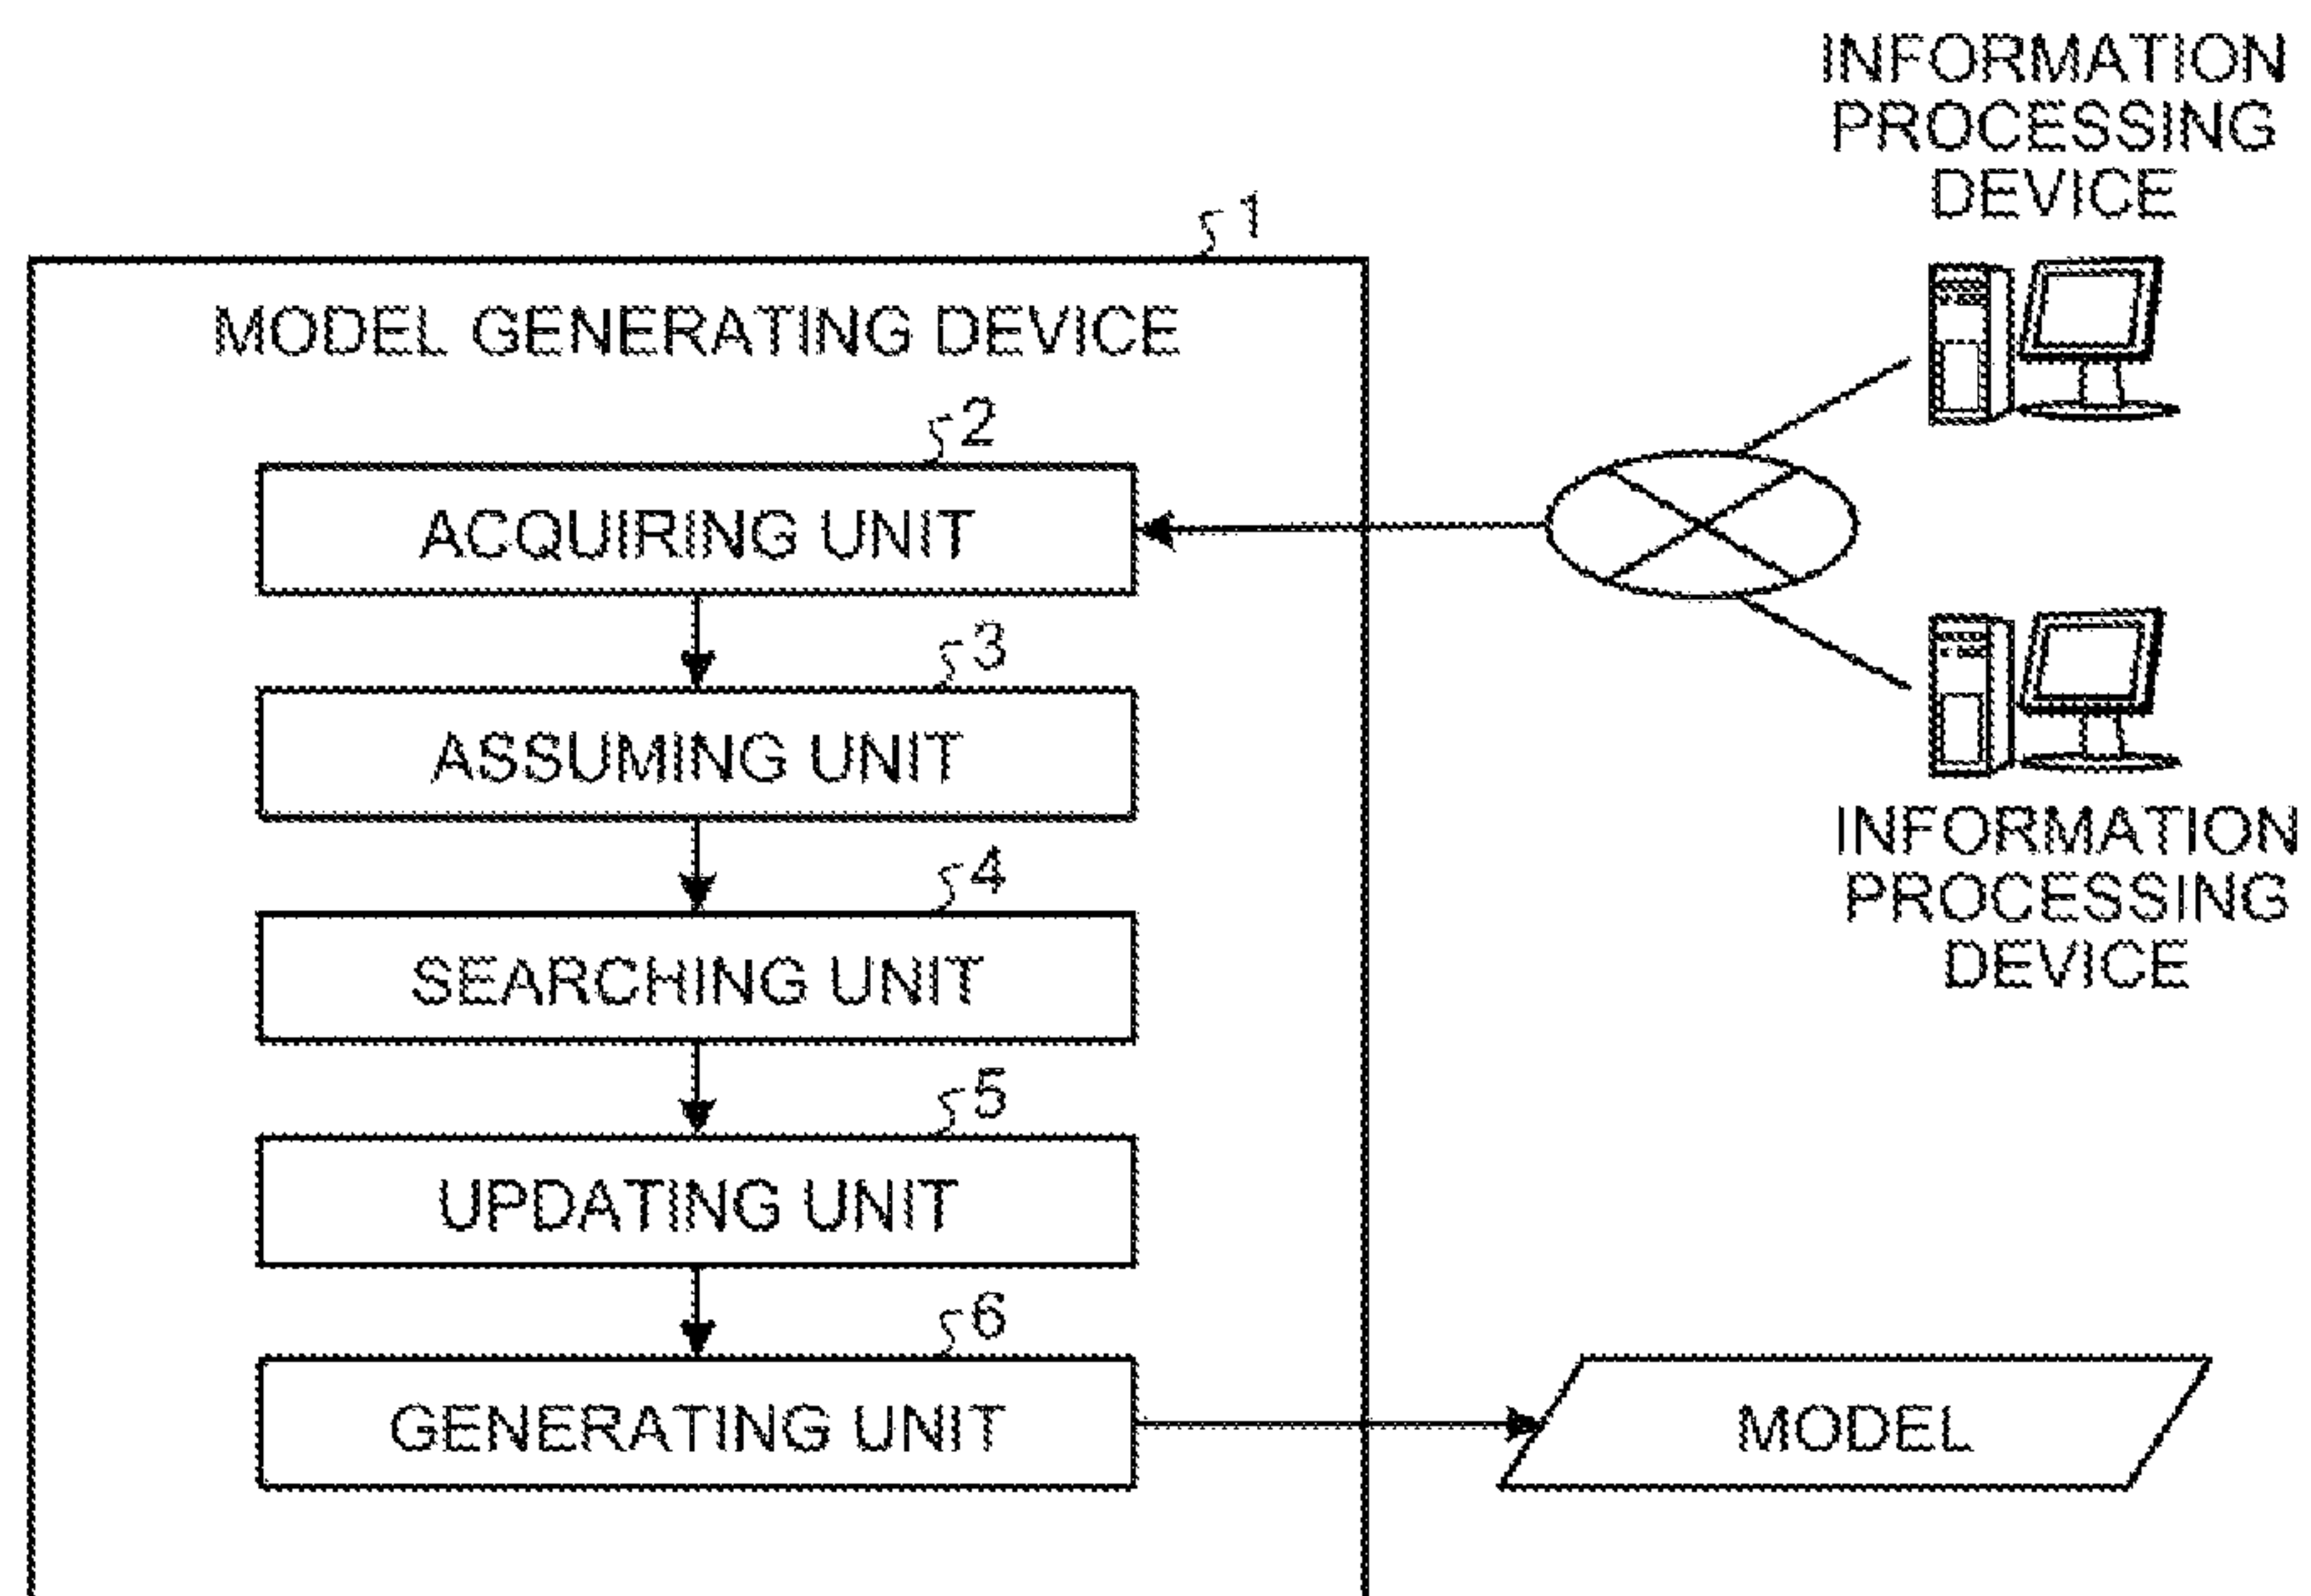 INFORMATION
PROCESSING
DEVICE
1
MODEL GENERATING DEVICE
2
ACQUIRING UNIT
3
ASSUMING UNIT
INFORMATION
PROCESSING
DEVICE
4
SEARCHING UNIT
5
UPDATING UNIT
6
GENERATING UNIT
MODEL